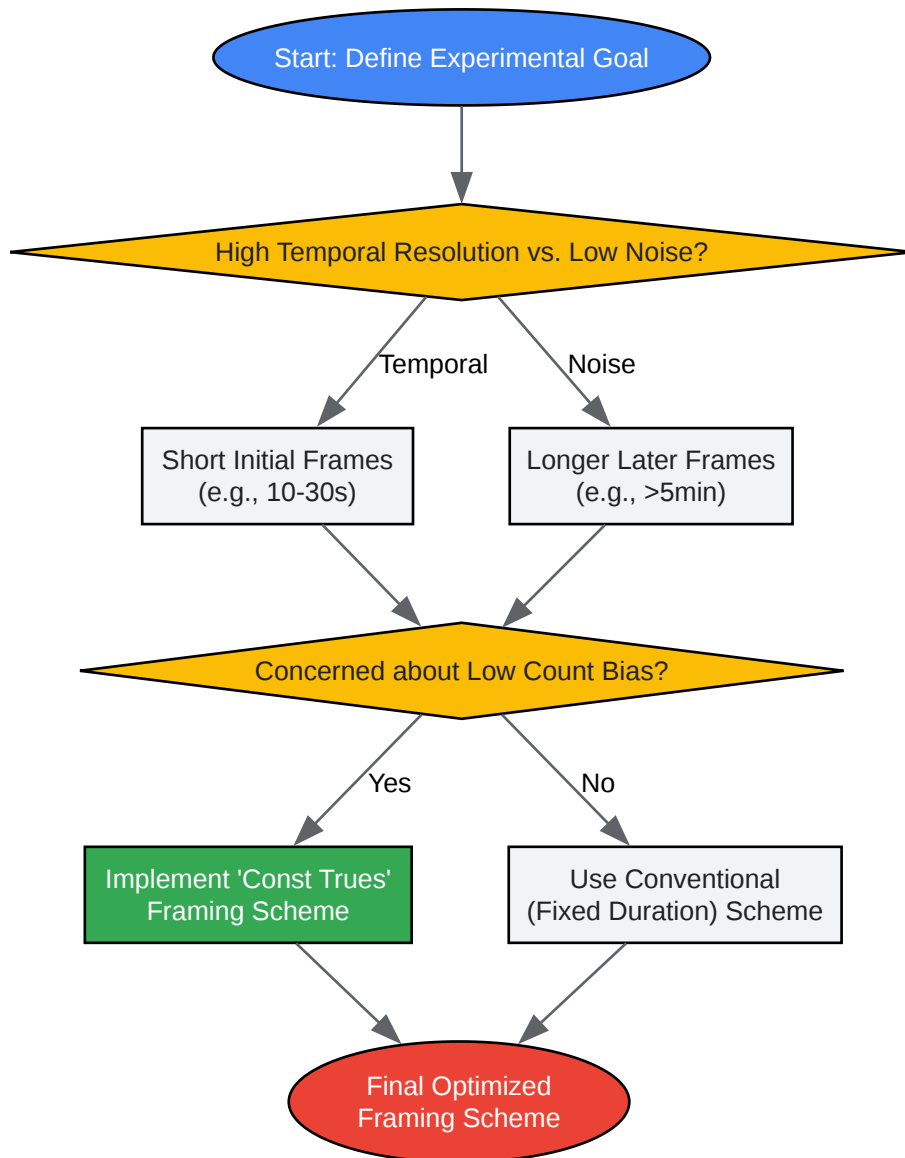 Start: Define Experimental Goal
High Temporal Resolution vs. Low Noise?
Temporal
Noise
Short Initial Frames
(e.g., 10-30s)
Longer Later Frames
(e.g., >5min)
Concerned about Low Count Bias?
Yes
No
Implement 'Const Trues'
Framing Scheme
Use Conventional
(Fixed Duration) Scheme
Final Optimized
Framing Scheme